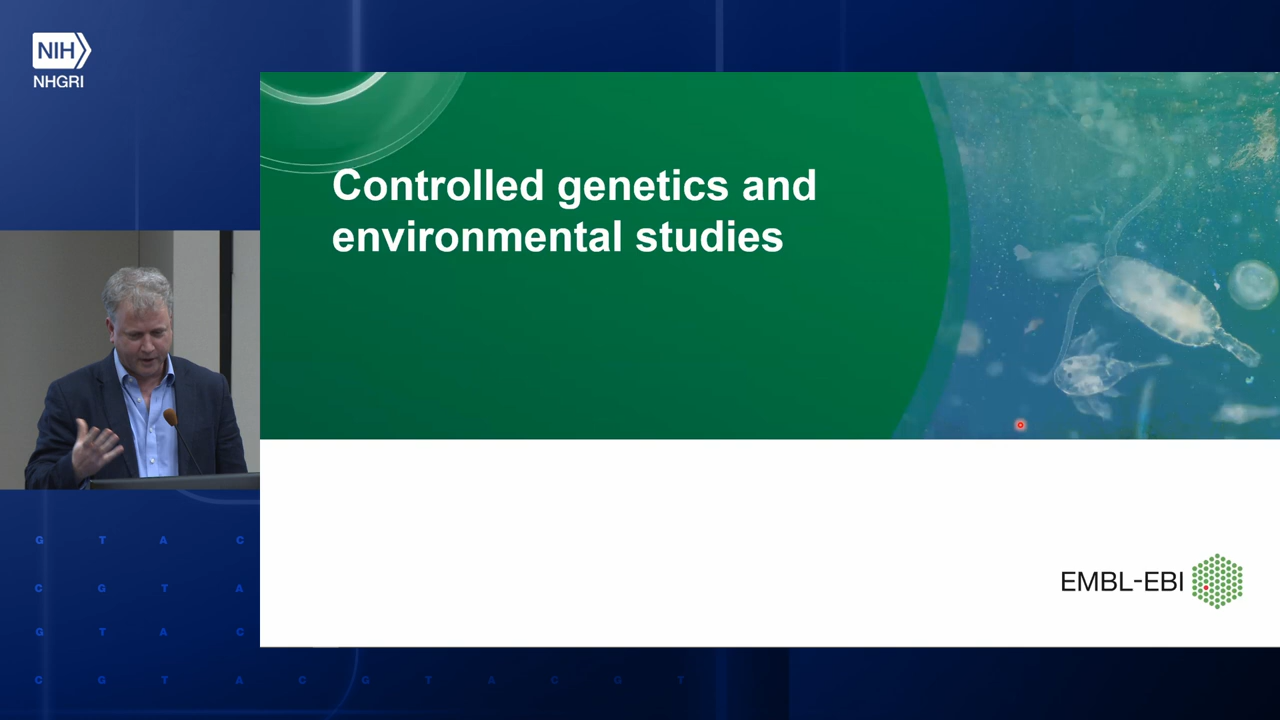 NIH
NHGRI
Controlled genetics and
environmental studies
EMBL-EBI
G T A C
C G T A
G T A C
C G T A C G T A C G T